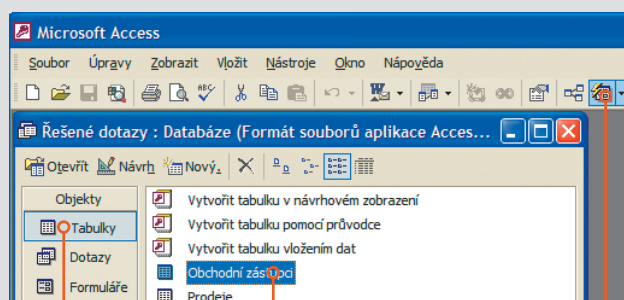 Microsoft Access
Soubor Úpravy Zobrazit Vložit Nástroje Okno Nápověda
ABC
Řešené dotazy : Databáze (Formát souborů aplikace Acces...
Otevřít Návrh Nový
Objekty
Tabulky
Dotazy
Formuláře
Vytvořit tabulku v návrhovém zobrazení
Vytvořit tabulku pomocí průvodce
Vytvořit tabulku vložením dat
Obchodní zástupci
Prodeje